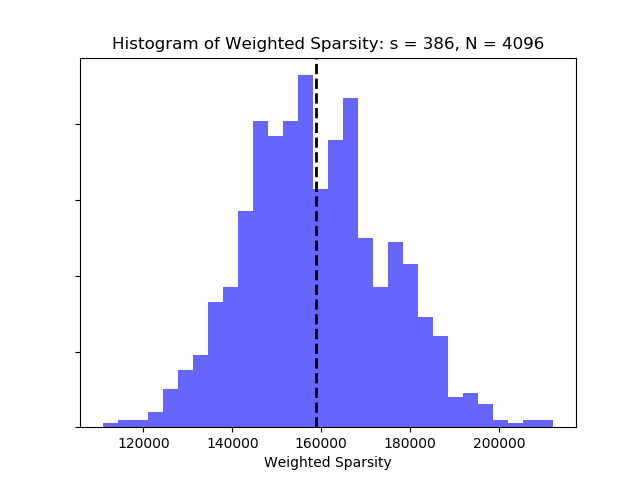 Histogram of Weighted Sparsity: s = 386, N = 4096
120000 140000 160000 180000 200000
Weighted Sparsity